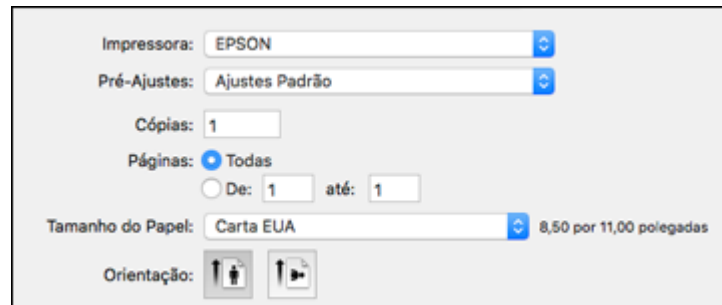 Impressora: EPSON
Pré-Ajustes: Ajustes Padrão
Cópias: 1
Páginas: Todas
De: 1 até: 1
Tamanho do Papel: Carta EUA 8,50 por 11,00 polegadas
Orientação: